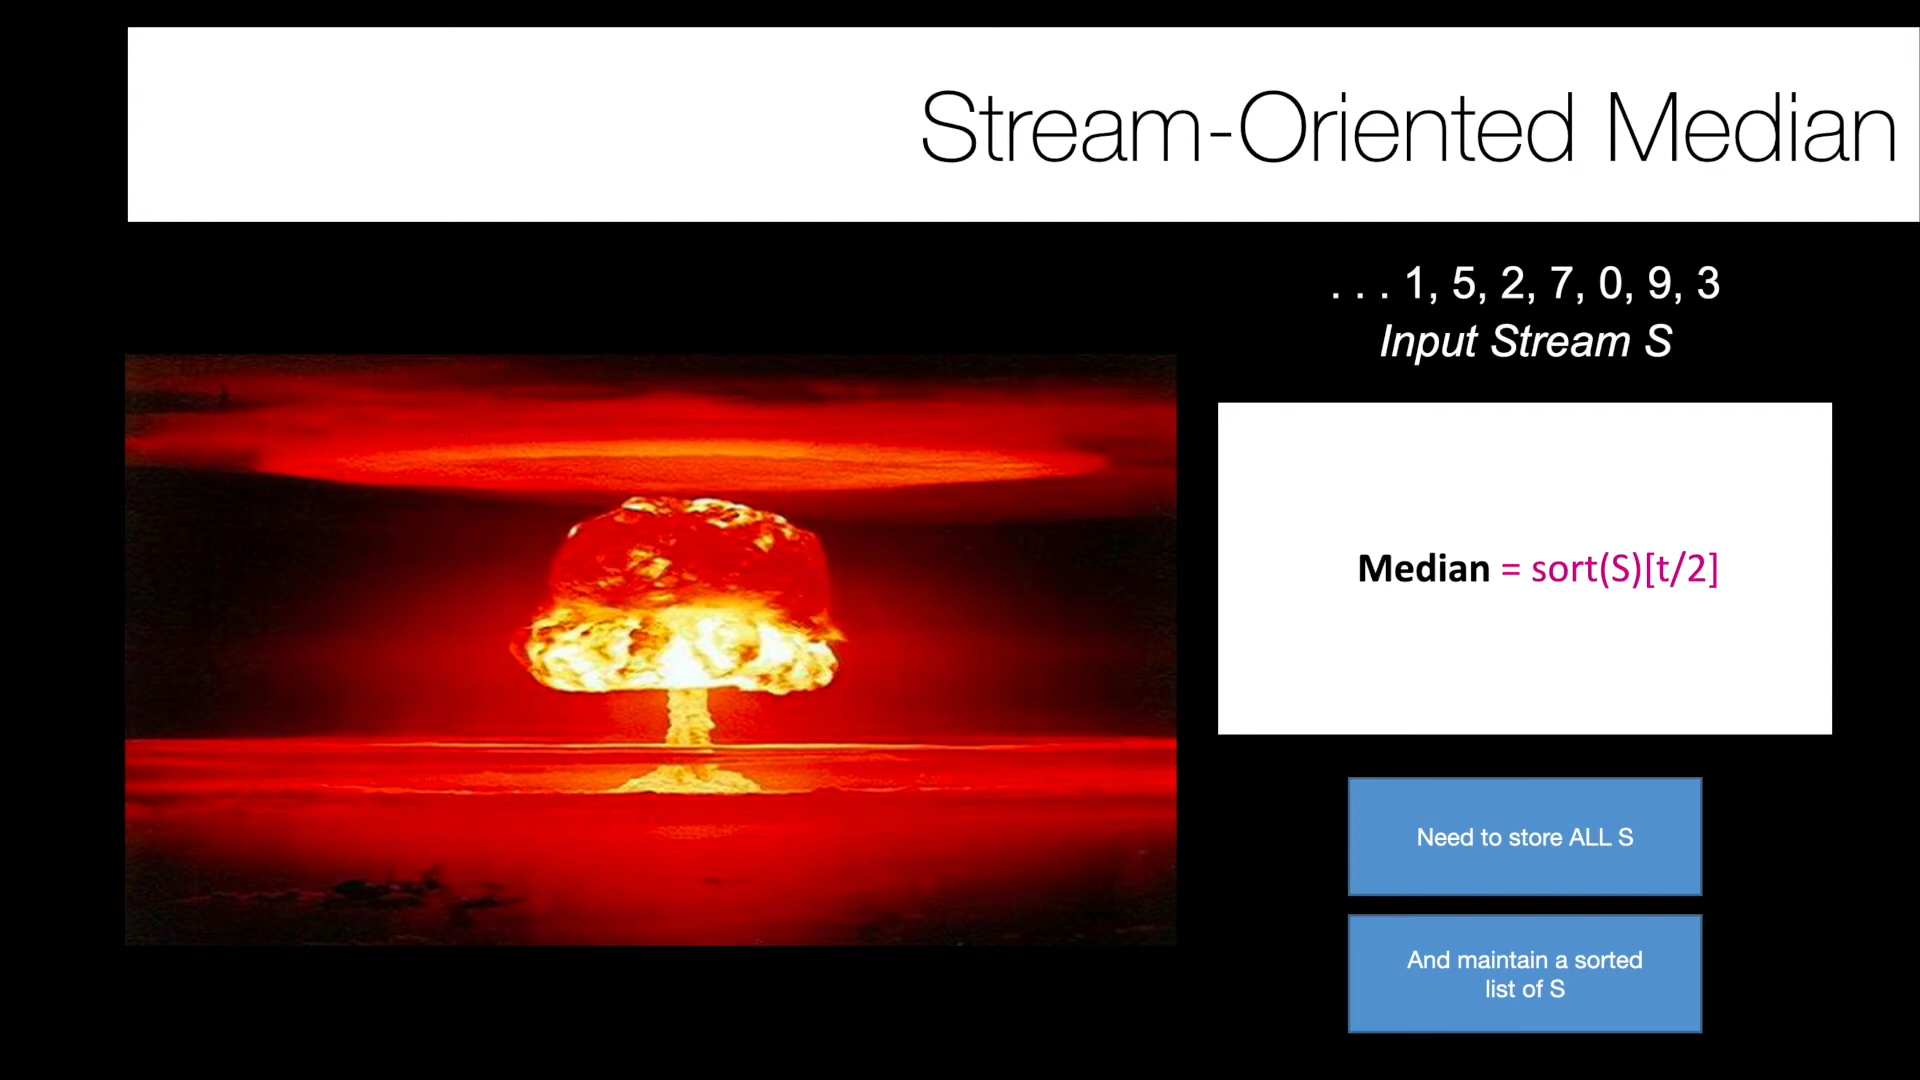 Stream-Oriented Median
. . . 1, 5, 2, 7, 0, 9, 3
Input Stream S
Median = sort(S)[t/2]
Need to store ALL S
And maintain a sorted
list of S